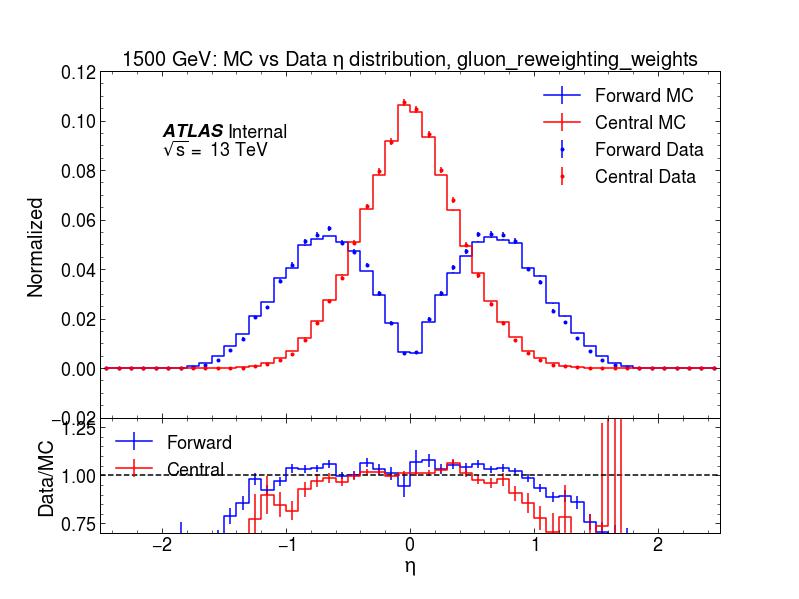 1500 GeV: MC vs Data η distribution, gluon_reweighting_weights
0.12
0.10
0.08
0.06
0.04
0.02
0.00
−0.02
Normalized
ATLAS Internal
√s = 13 TeV
Forward MC
Central MC
Forward Data
Central Data
1.25
1.00
0.75
Data/MC
Forward
Central
−2 −1 0 1 2
η